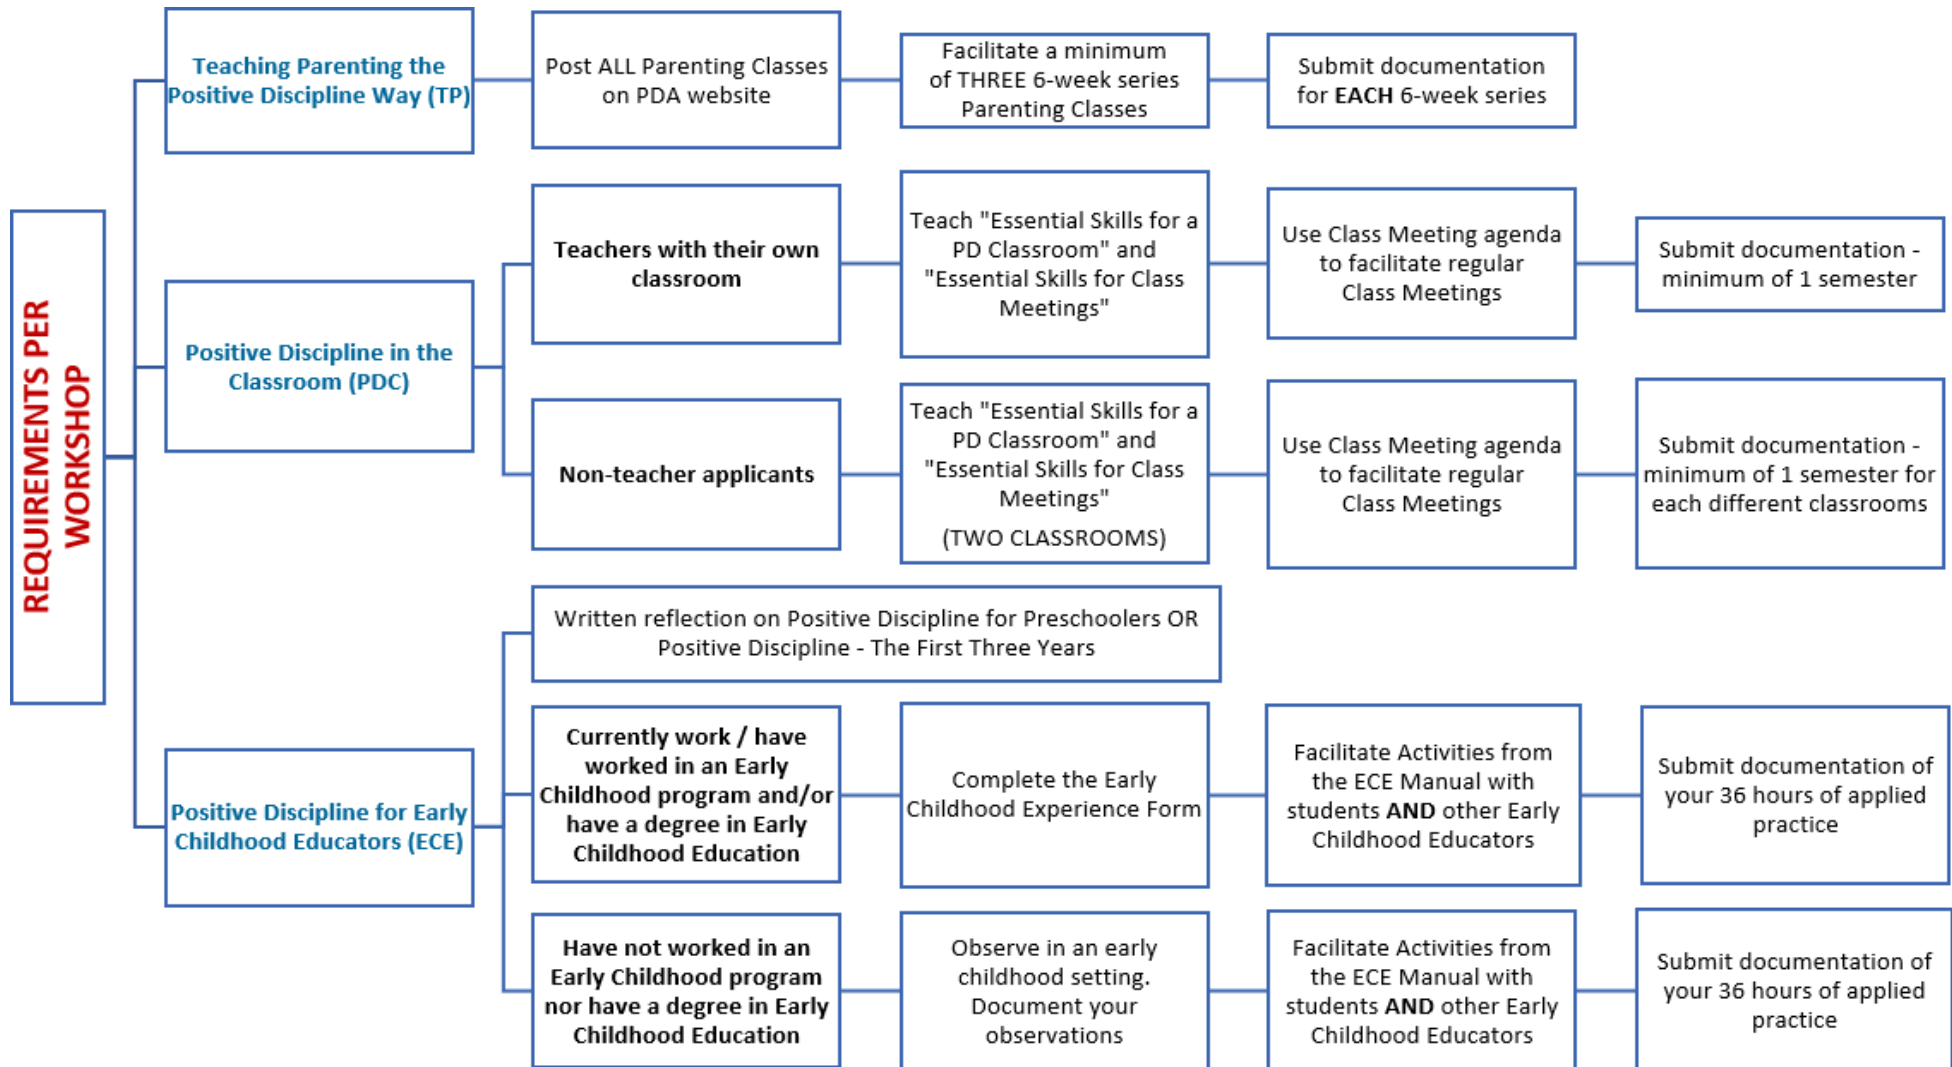 REQUIREMENTS PER
WORKSHOP
Teaching Parenting the
Positive Discipline Way (TP)
Post ALL Parenting Classes
on PDA website
Facilitate a minimum
of THREE 6-week series
Parenting Classes
Submit documentation
for EACH 6-week series
Positive Discipline in the
Classroom (PDC)
Teachers with their own
classroom
Teach "Essential Skills for a
PD Classroom" and
"Essential Skills for Class
Meetings"
Use Class Meeting agenda
to facilitate regular
Class Meetings
Submit documentation -
minimum of 1 semester
Non-teacher applicants
Teach "Essential Skills for a
PD Classroom" and
"Essential Skills for Class
Meetings"
(TWO CLASSROOMS)
Use Class Meeting agenda
to facilitate regular
Class Meetings
Submit documentation -
minimum of 1 semester for
each different classrooms
Positive Discipline for Early
Childhood Educators (ECE)
Written reflection on Positive Discipline for Preschoolers OR
Positive Discipline - The First Three Years
Currently work / have
worked in an Early
Childhood program and/or
have a degree in Early
Childhood Education
Complete the Early
Childhood Experience Form
Facilitate Activities from
the ECE Manual with
students AND other Early
Childhood Educators
Submit documentation of
your 36 hours of applied
practice
Have not worked in an
Early Childhood program
nor have a degree in Early
Childhood Education
Observe in an early
childhood setting.
Document your
observations
Facilitate Activities from
the ECE Manual with
students AND other Early
Childhood Educators
Submit documentation of
your 36 hours of applied
practice